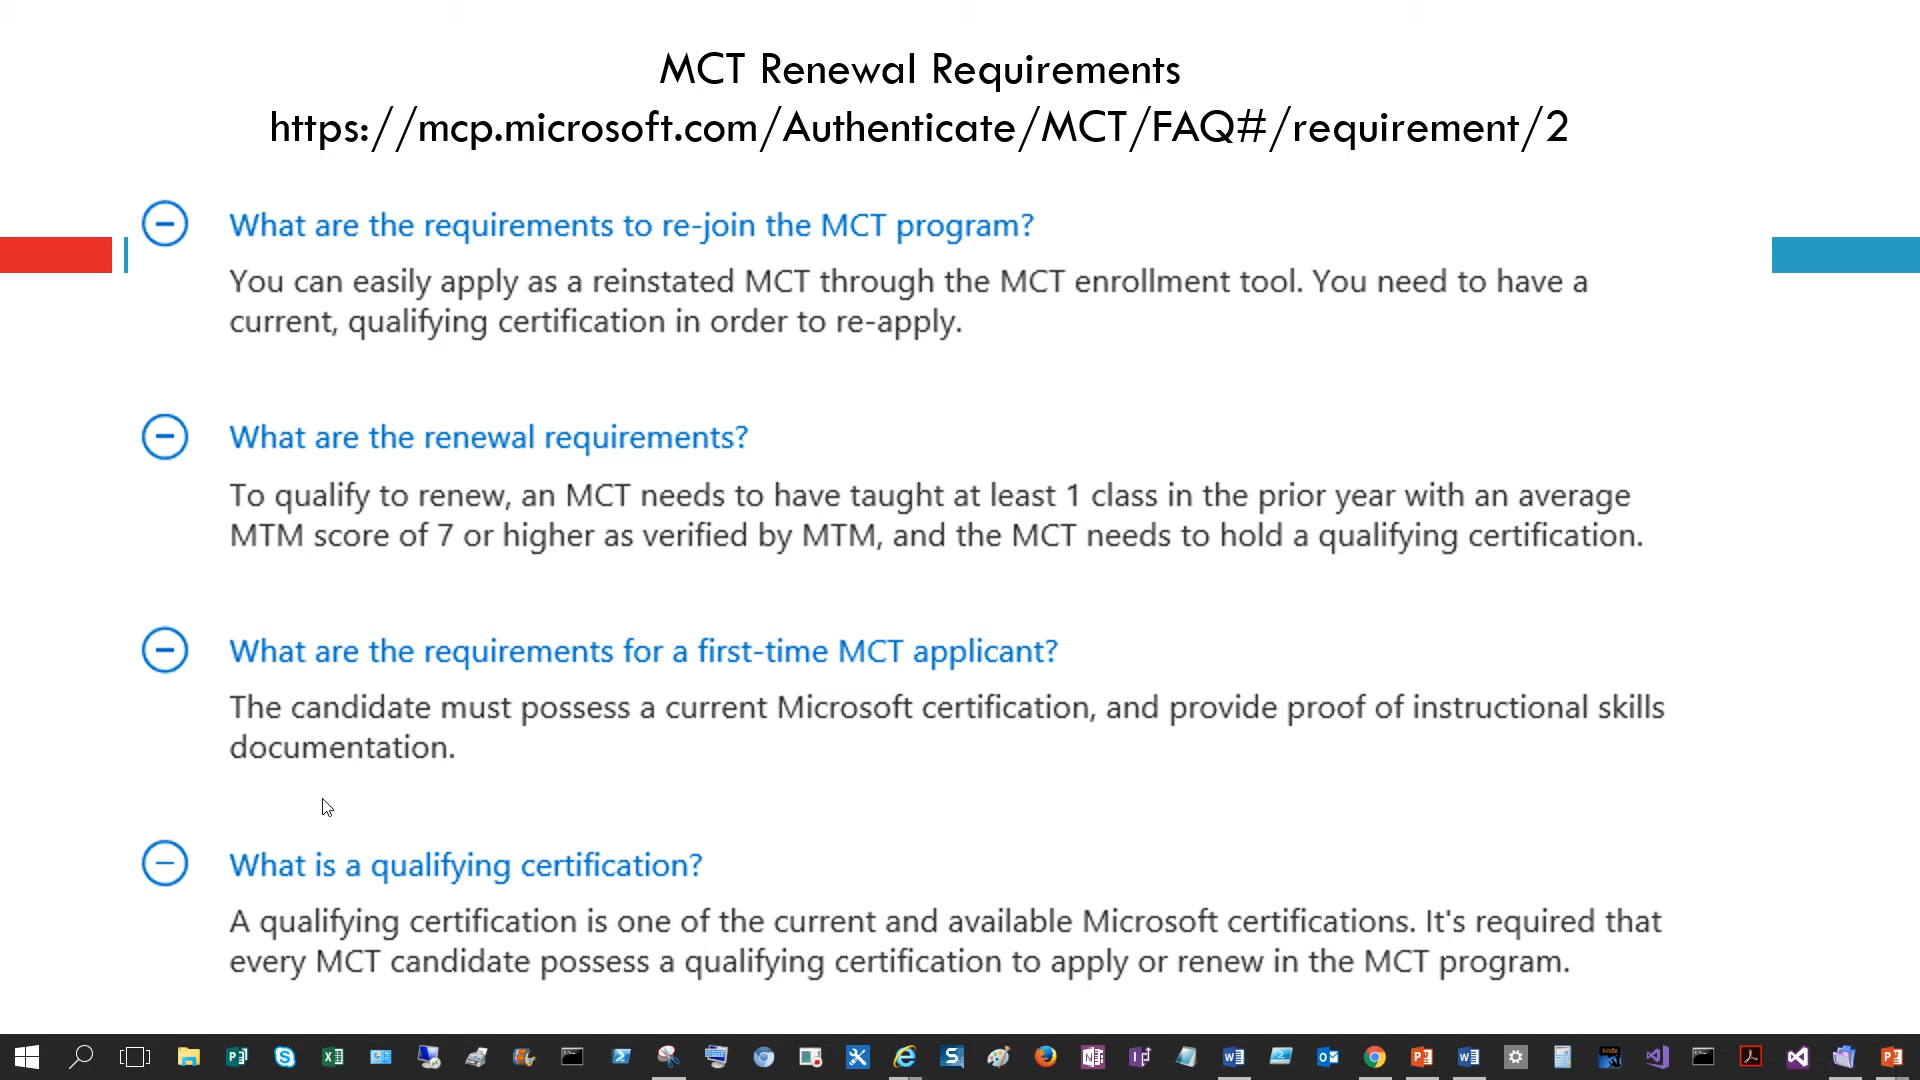 MCT Renewal Requirements
https://mcp.microsoft.com/Authenticate/MCT/FAQ#/requirement/2
What are the requirements to re-join the MCT program?
You can easily apply as a reinstated MCT through the MCT enrollment tool. You need to have a
current, qualifying certification in order to re-apply.
What are the renewal requirements?
To qualify to renew, an MCT needs to have taught at least 1 class in the prior year with an average
MTM score of 7 or higher as verified by MTM, and the MCT needs to hold a qualifying certification.
What are the requirements for a first-time MCT applicant?
The candidate must possess a current Microsoft certification, and provide proof of instructional skills
documentation.
What is a qualifying certification?
A qualifying certification is one of the current and available Microsoft certifications. It's required that
every MCT candidate possess a qualifying certification to apply or renew in the MCT program.